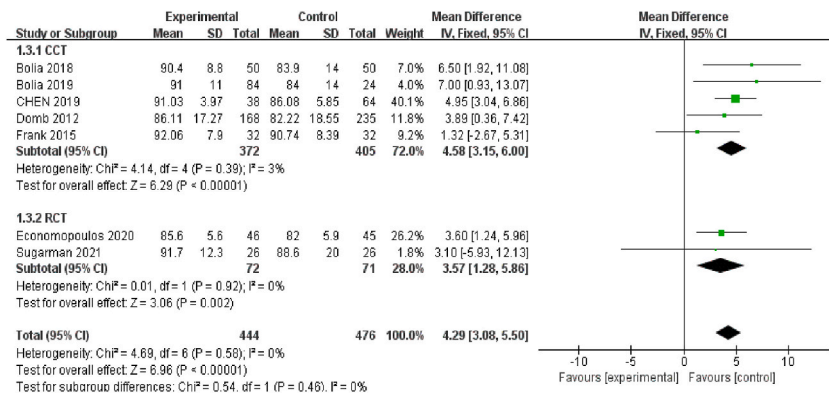 Experimental Control Mean Difference Mean Difference
Study or Subgroup Mean SD Total Mean SD Total Weight IV, Fixed, 95% CI IV, Fixed, 95% CI
1.3.1 CCT
Bolia 2018 90.4 8.8 50 83.9 14 50 7.0% 6.50 [1.92, 11.08]
Bolia 2019 91 11 84 84 14 24 4.0% 7.00 [0.93, 13.07]
CHEN 2019 91.03 3.97 38 86.08 5.85 64 40.1% 4.95 [3.04, 6.86]
Domb 2012 86.11 17.27 168 82.22 18.55 235 11.5% 3.89 [0.36, 7.42]
Frank 2015 92.06 7.9 32 90.74 8.39 32 9.2% 1.32 [-2.67, 5.31]
Subtotal (95% CI) 372 405 72.0% 4.58 [3.15, 6.00]
Heterogeneity: Chi² = 4.14, df = 4 (P = 0.39); I² = 3%
Test for overall effect: Z = 6.29 (P < 0.00001)
1.3.2 RCT
Economopoulos 2020 85.6 5.6 46 82 5.9 45 26.2% 3.60 [1.24, 5.96]
Sugarman 2021 91.7 12.3 26 88.6 20 26 1.8% 3.10 [-5.93, 12.13]
Subtotal (95% CI) 72 71 28.0% 3.57 [1.28, 5.86]
Heterogeneity: Chi² = 0.01, df = 1 (P = 0.92); I² = 0%
Test for overall effect: Z = 3.06 (P = 0.002)
Total (95% CI) 444 476 100.0% 4.29 [3.08, 5.50]
Heterogeneity: Chi² = 4.69, df = 6 (P = 0.58); I² = 0%
Test for overall effect: Z = 6.96 (P < 0.00001)
Test for subgroup differences: Chi² = 0.54, df = 1 (P = 0.46), I² = 0%
-10 -5 0 5 10
Favours [experimental] Favours [control]